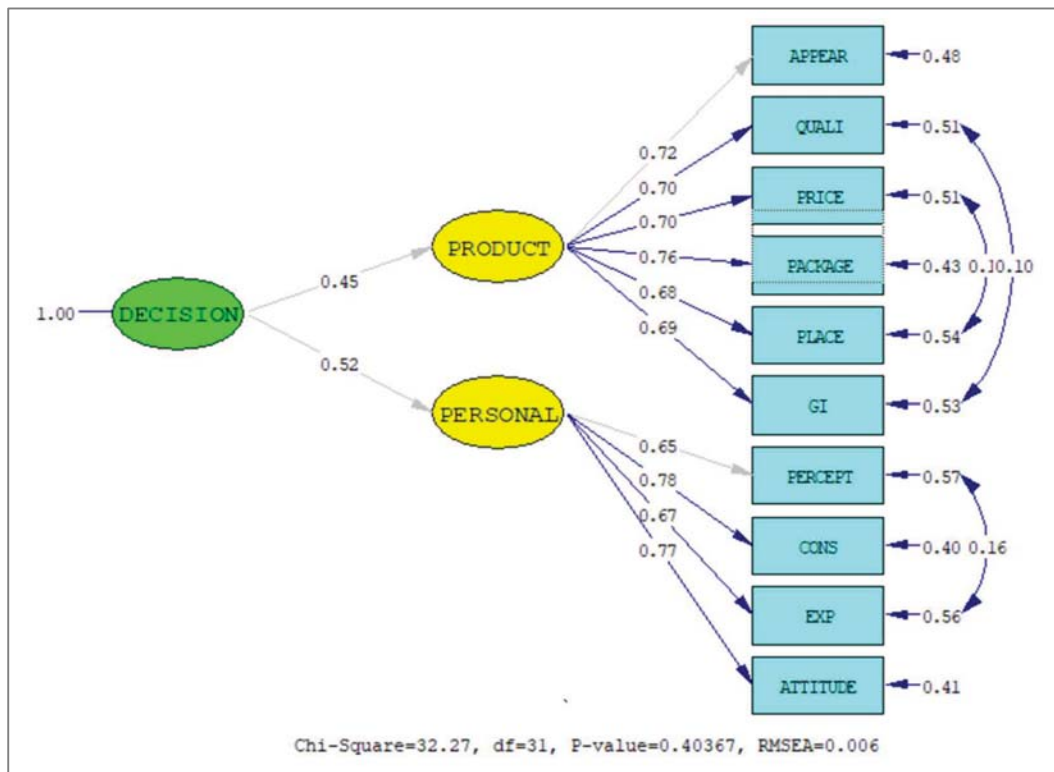 APPEAR
0.48
QUALI
0.51
0.72
0.70
PRICE
0.51
0.70
PRODUCT
0.76
PACKAGE
0.43
0.10
0.45
0.68
1.00
DECISION
PLACE
0.54
0.69
0.52
GI
0.53
PERSONAL
0.65
PERCEPT
0.57
0.78
0.67
CONS
0.40
0.16
0.77
EXP
0.56
ATTITUDE
0.41
Chi-Square=32.27, df=31, P-value=0.40367, RMSEA=0.006